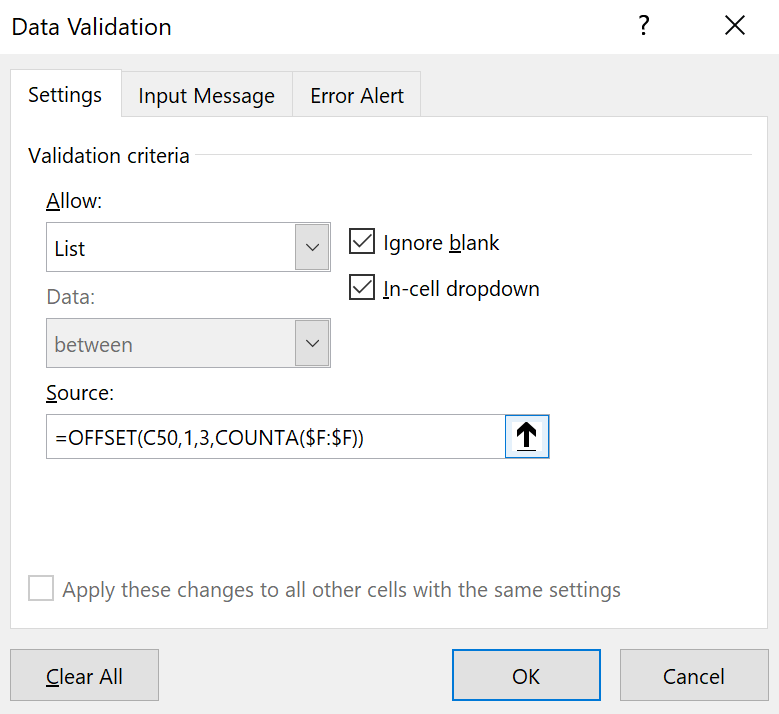 Data Validation ?
Settings Input Message Error Alert
Validation criteria
Allow:
List
Ignore blank
Data:
In-cell dropdown
between
Source:
=OFFSET(C50,1,3,COUNTA($F:$F))
Apply these changes to all other cells with the same settings
Clear All OK Cancel